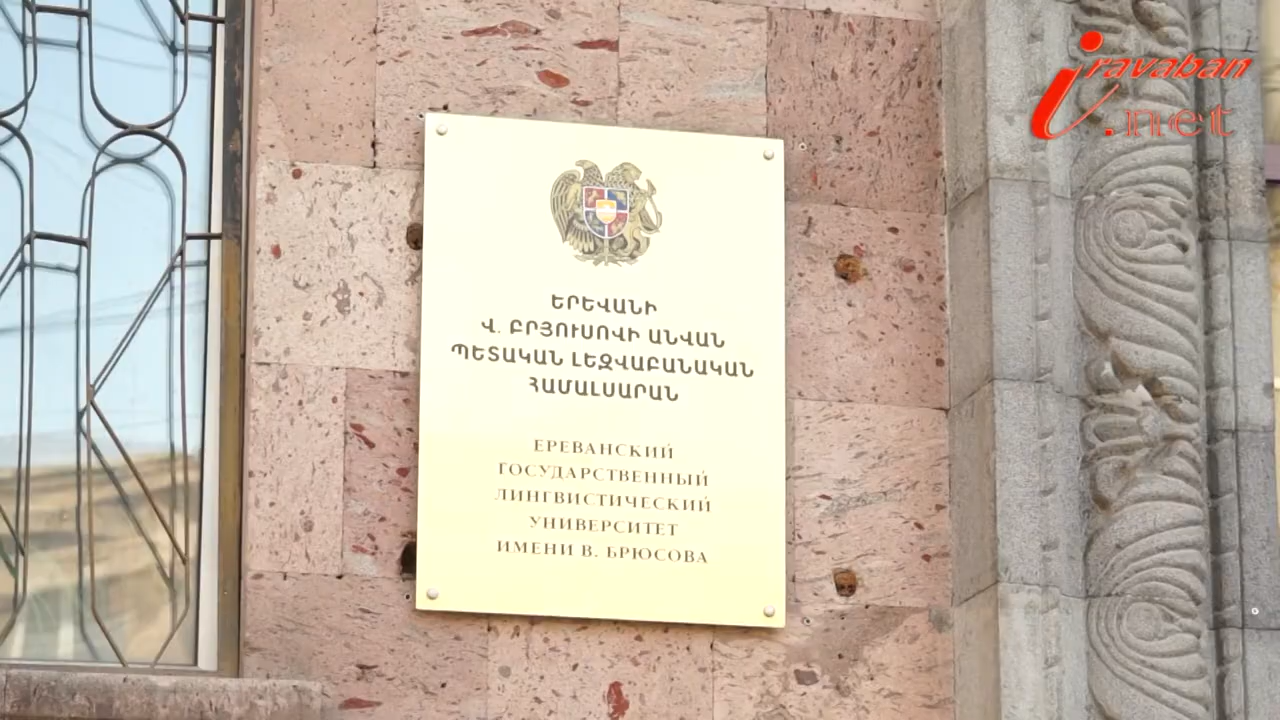 iravaban
.net
ԵՐԵՎԱՆԻ
Վ. ԲՐՅՈՒՍՈՎԻ ԱՆՎԱՆ
ՊԵՏԱԿԱՆ ԼԵԶՎԱԲԱՆԱԿԱՆ
ՀԱՄԱԼՍԱՐԱՆ
ЕРЕВАНСКИЙ
ГОСУДАРСТВЕННЫЙ
ЛИНГВИСТИЧЕСКИЙ
УНИВЕРСИТЕТ
ИМЕНИ В. БРЮСОВА